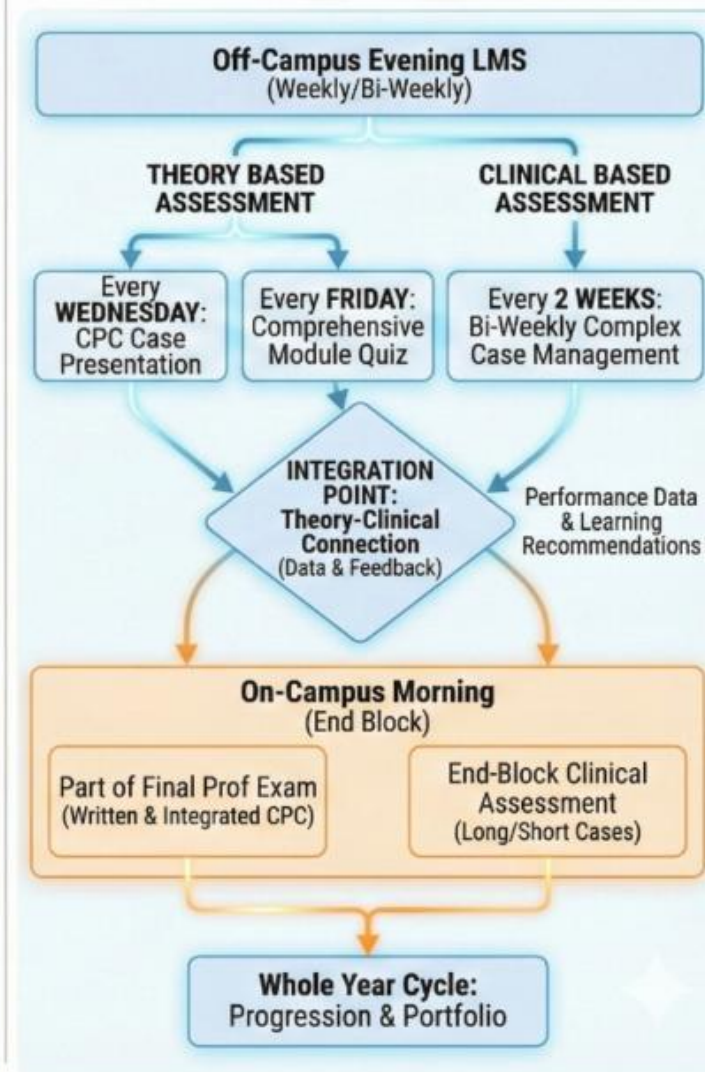 Off-Campus Evening LMS
(Weekly/Bi-Weekly)
THEORY BASED
ASSESSMENT
CLINICAL BASED
ASSESSMENT
Every
WEDNESDAY:
CPC Case
Presentation
Every FRIDAY:
Comprehensive
Module Quiz
Every 2 WEEKS:
Bi-Weekly Complex
Case Management
INTEGRATION
POINT:
Theory-Clinical
Connection
(Data & Feedback)
Performance Data
& Learning
Recommendations
On-Campus Morning
(End Block)
Part of Final Prof Exam
(Written & Integrated CPC)
End-Block Clinical
Assessment
(Long/Short Cases)
Whole Year Cycle:
Progression & Portfolio